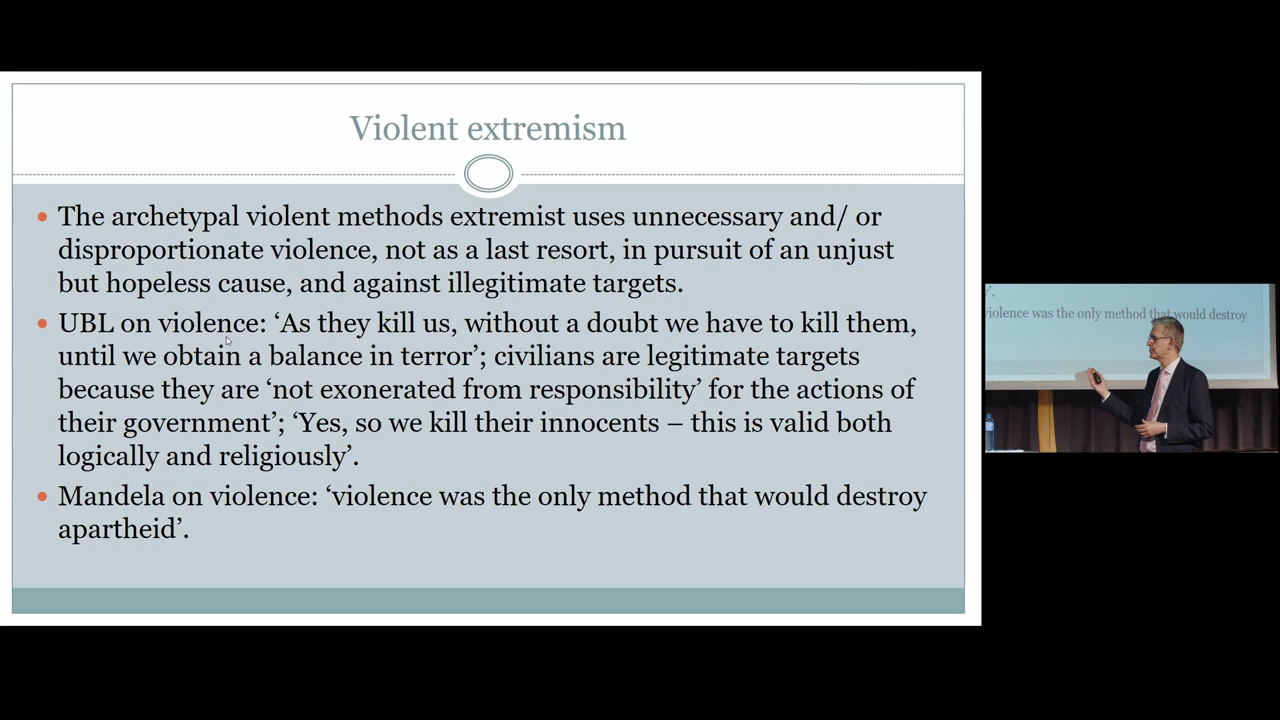 Violent extremism
The archetypal violent methods extremist uses unnecessary and/ or
disproportionate violence, not as a last resort, in pursuit of an unjust
but hopeless cause, and against illegitimate targets.
UBL on violence: ‘As they kill us, without a doubt we have to kill them,
until we obtain a balance in terror’; civilians are legitimate targets
because they are ‘not exonerated from responsibility’ for the actions of
their government’; ‘Yes, so we kill their innocents – this is valid both
logically and religiously’.
Mandela on violence: ‘violence was the only method that would destroy
apartheid’.
violence was the only method that would destroy